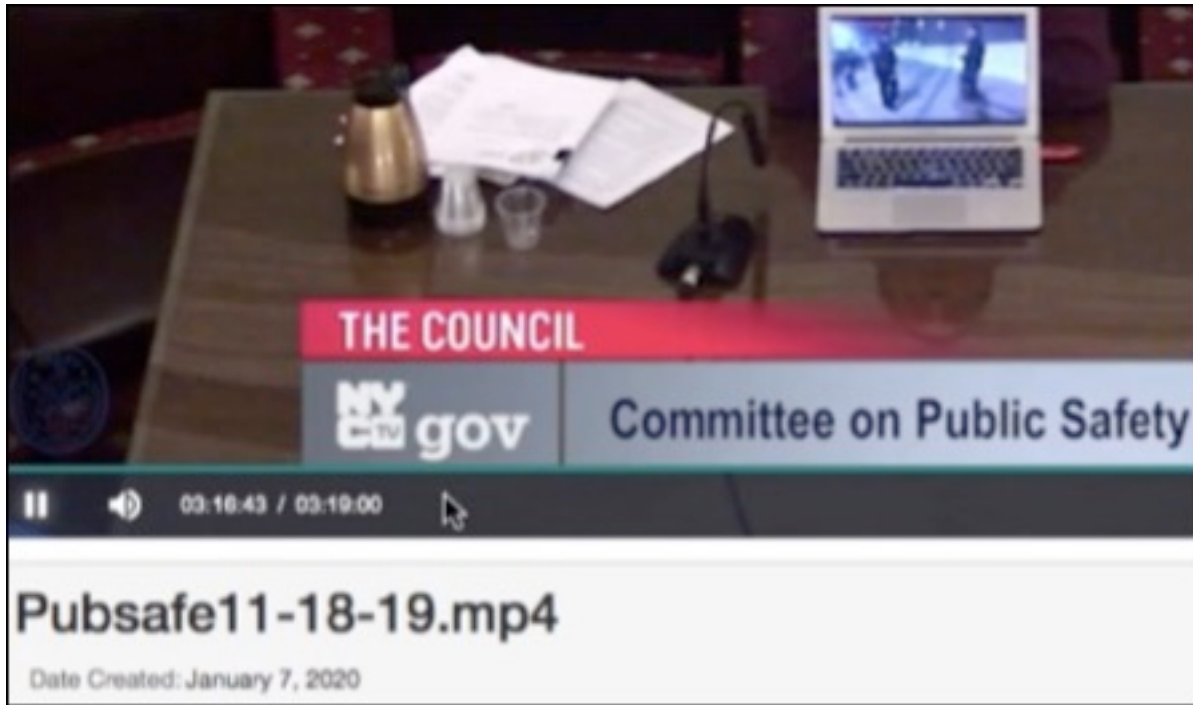 THE COUNCIL
NYC TV gov
Committee on Public Safety
03:16:43 / 03:19:00
Pubsafe11-18-19.mp4
Date Created: January 7, 2020